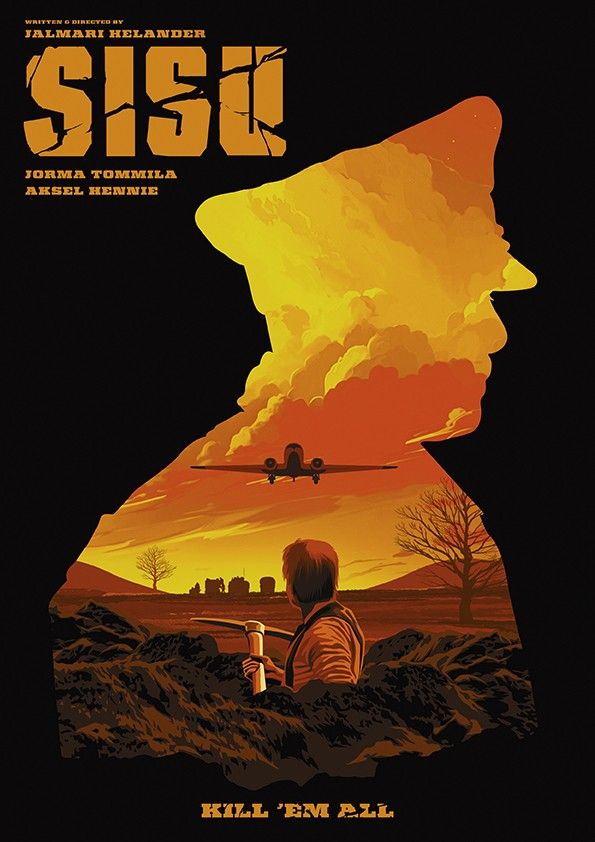 WRITTEN & DIRECTED BY
JALMARI HELANDER
SISU
JORMA TOMMILA
AKSEL HENNIE
KILL 'EM ALL